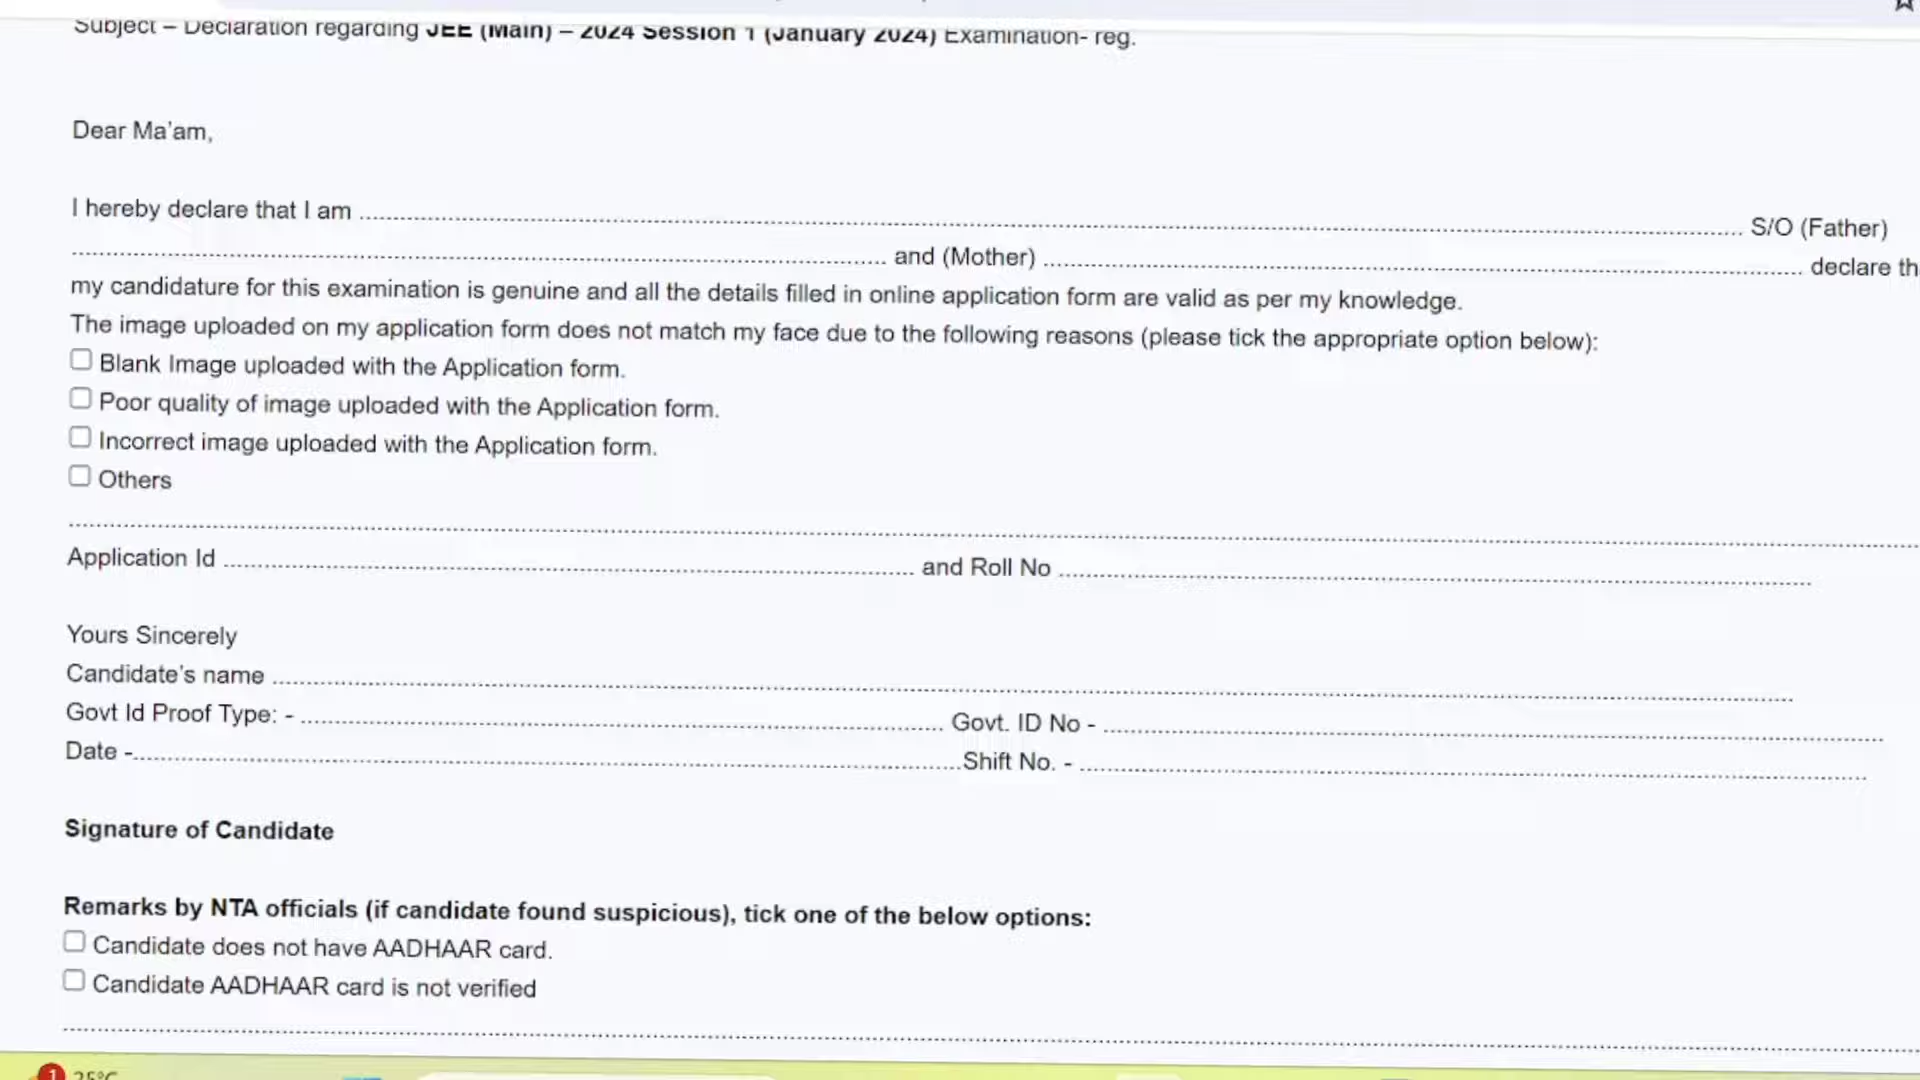 Subject – Declaration regarding JEE (Main) – 2024 Session 1 (January 2024) Examination- reg.
Dear Ma'am,
I hereby declare that I am ........ S/O (Father)
........ and (Mother) ........ declare th
my candidature for this examination is genuine and all the details filled in online application form are valid as per my knowledge.
The image uploaded on my application form does not match my face due to the following reasons (please tick the appropriate option below):
Blank Image uploaded with the Application form.
Poor quality of image uploaded with the Application form.
Incorrect image uploaded with the Application form.
Others
Application Id ........ and Roll No ........
Yours Sincerely
Candidate's name ........
Govt Id Proof Type: - ........ Govt. ID No - ........
Date -........Shift No. - ........
Signature of Candidate
Remarks by NTA officials (if candidate found suspicious), tick one of the below options:
Candidate does not have AADHAAR card.
Candidate AADHAAR card is not verified
1 25°C